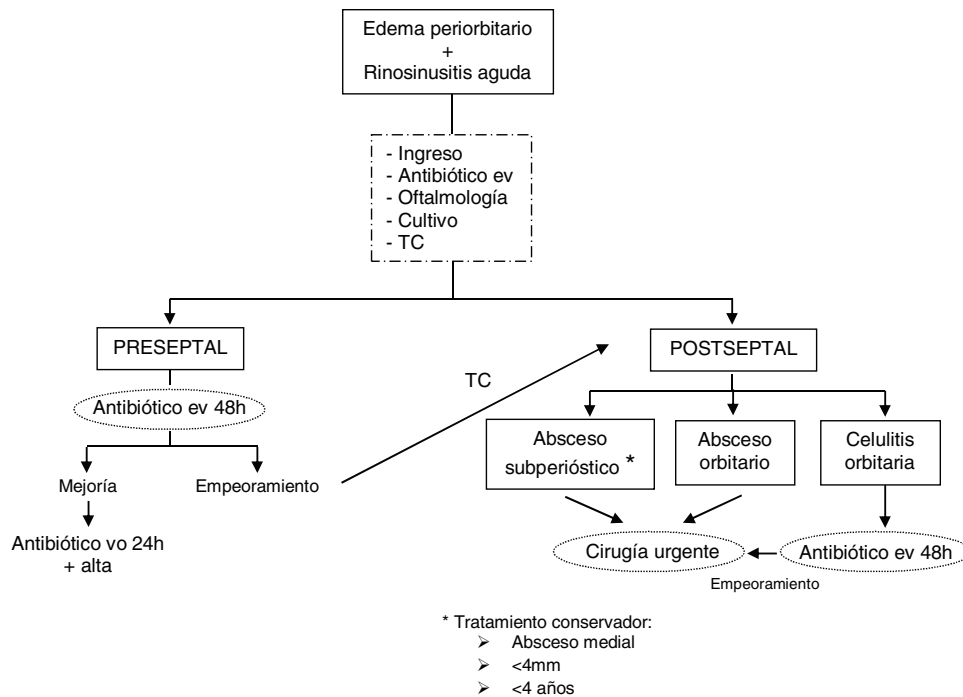 Edema periorbitario
+
Rinosinusitis aguda
- Ingreso
- Antibiótico ev
- Oftalmología
- Cultivo
- TC
PRESEPTAL
POSTSEPTAL
TC
Antibiótico ev 48h
Mejoría
Empeoramiento
Antibiótico vo 24h
+ alta
Absceso
subperióstico *
Absceso
orbitario
Celulitis
orbitaria
Cirugía urgente
Antibiótico ev 48h
Empeoramiento
* Tratamiento conservador:
➢ Absceso medial
➢ <4mm
➢ <4 años